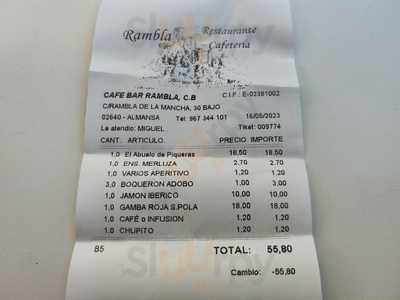 Rambla Restaurante
Cafeteria
CAFE BAR RAMBLA, C.B
C.I.F.: E-02381002
C/RAMBLA DE LA MANCHA, 30 BAJO
02640 - ALMANSA Tel: 967 344 101 16/05/2023
Le atendio: MIGUEL Tiket: 009774
CANT. ARTICULO. PRECIO IMPORTE
1,0 El Abuelo de Piqueras 18,50 18,50
1,0 ENS. MERLUZA 2,70 2,70
1,0 VARIOS APERITIVO 1,20 1,20
3,0 BOQUERON ADOBO 1,00 3,00
1,0 JAMON IBERICO 10,00 10,00
1,0 GAMBA ROJA S.POLA 18,00 18,00
1,0 CAFÉ o INFUSION 1,20 1,20
1,0 CHUPITO 1,20 1,20
B5 TOTAL: 55,80
Cambio: -55,80